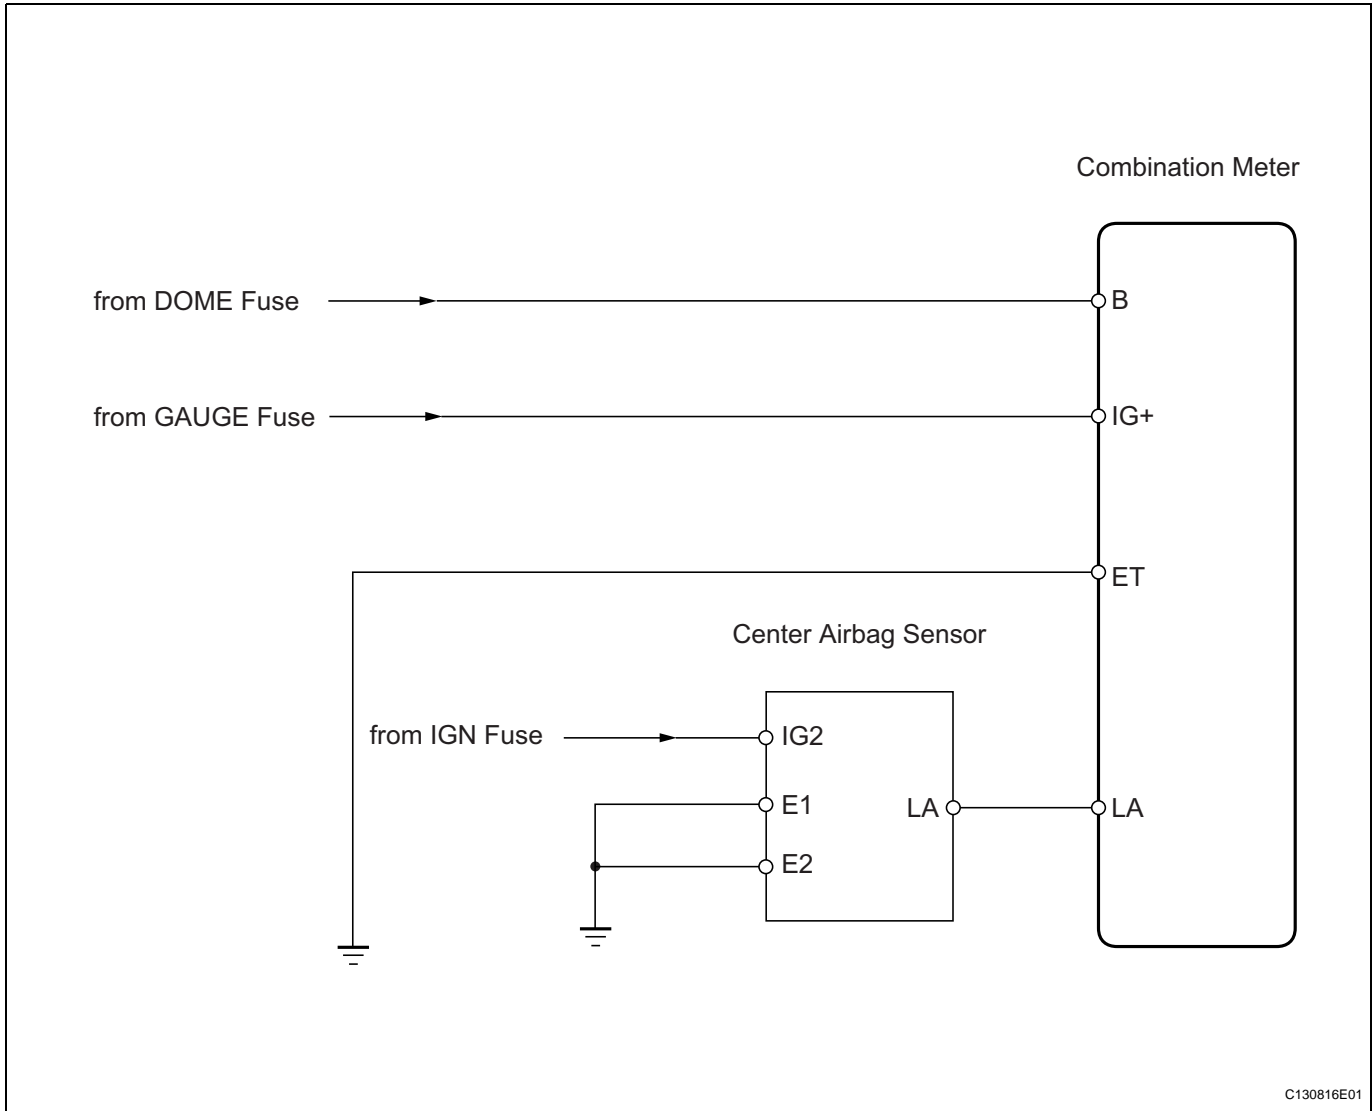 Combination Meter
from DOME Fuse
B
from GAUGE Fuse
IG+
ET
Center Airbag Sensor
from IGN Fuse
IG2
E1
LA
LA
E2
C130816E01